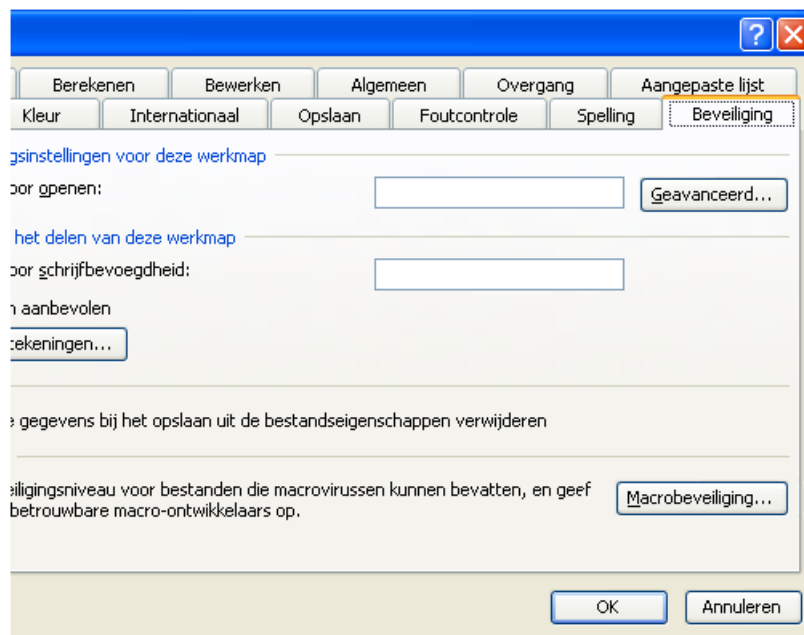 Berekenen Bewerken Algemeen Overgang Aangepaste lijst
Kleur Internationaal Opslaan Foutcontrole Spelling Beveiliging
gsinstellingen voor deze werkmap
oor openen: Geavanceerd...
het delen van deze werkmap
oor schrijfbevoegdheid:
n aanbevolen
tekeningen...
e gegevens bij het opslaan uit de bestandseigenschappen verwijderen
eiligingsniveau voor bestanden die macrovirussen kunnen bevatten, en geef Macrobeveiliging...
betrouwbare macro-ontwikkelaars op.
OK Annuleren